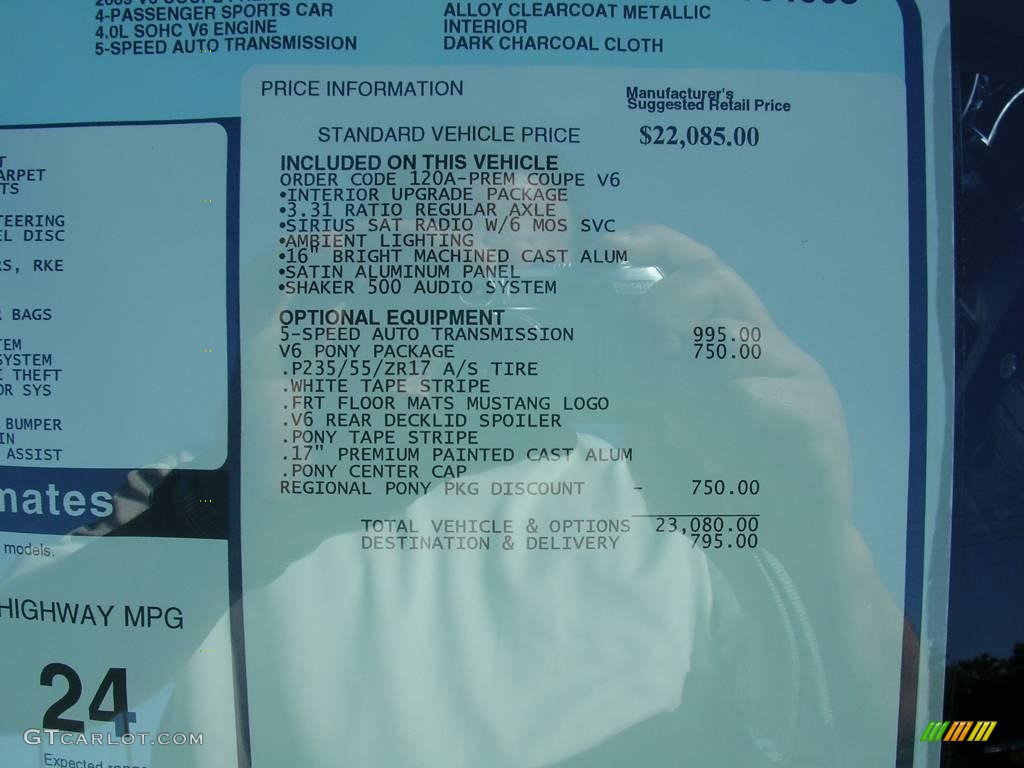 4-PASSENGER SPORTS CAR
4.0L SOHC V6 ENGINE
5-SPEED AUTO TRANSMISSION
ALLOY CLEARCOAT METALLIC
INTERIOR
DARK CHARCOAL CLOTH
PRICE INFORMATION
Manufacturer's
Suggested Retail Price
STANDARD VEHICLE PRICE $22,085.00
INCLUDED ON THIS VEHICLE
ORDER CODE 120A-PREM COUPE V6
•INTERIOR UPGRADE PACKAGE
•3.31 RATIO REGULAR AXLE
•SIRIUS SAT RADIO W/6 MOS SVC
•AMBIENT LIGHTING
•16" BRIGHT MACHINED CAST ALUM
•SATIN ALUMINUM PANEL
•SHAKER 500 AUDIO SYSTEM
OPTIONAL EQUIPMENT
5-SPEED AUTO TRANSMISSION 995.00
V6 PONY PACKAGE 750.00
.P235/55/ZR17 A/S TIRE
.WHITE TAPE STRIPE
.FRT FLOOR MATS MUSTANG LOGO
.V6 REAR DECKLID SPOILER
.PONY TAPE STRIPE
.17" PREMIUM PAINTED CAST ALUM
.PONY CENTER CAP
REGIONAL PONY PKG DISCOUNT - 750.00
TOTAL VEHICLE & OPTIONS 23,080.00
DESTINATION & DELIVERY 795.00
ARPET
TS
TEERING
EL DISC
RS, RKE
BAGS
TEM
SYSTEM
THEFT
OR SYS
BUMPER
IN
ASSIST
mates
models.
HIGHWAY MPG
24
GTCARLOT.COM
Expected range